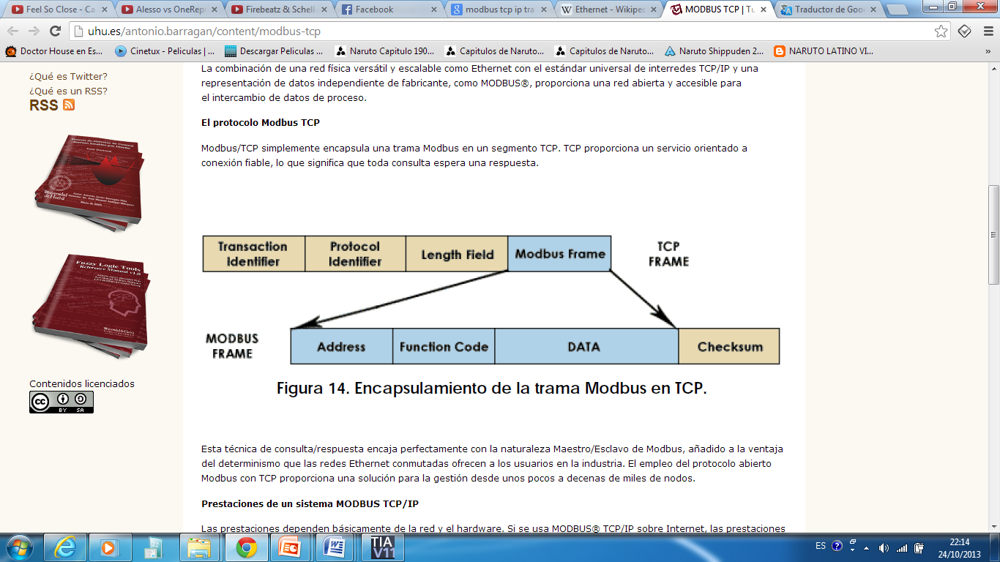 Feel So Close - Ca
Alesso vs OneRep
Firebeatz & Schell
Facebook
modbus tcp ip tra
Ethernet - Wikiped
MODBUS TCP | Tu
Traductor de Goo
uhu.es/antonio.barragan/content/modbus-tcp
Doctor House en Es...
Cinetux - Peliculas | ...
Descargar Peliculas ...
Naruto Capitulo 190...
Capitulos de Naruto...
Capitulos de Naruto...
Naruto Shippuden 2...
NARUTO LATINO VI...
»
¿Qué es Twitter?
¿Qué es un RSS?
RSS
Fuzzy Logic Tools
Reference Manual v1.0
Contenidos licenciados
cc
BY SA
La combinación de una red física versátil y escalable como Ethernet con el estándar universal de interredes TCP/IP y una
representación de datos independiente de fabricante, como MODBUS®, proporciona una red abierta y accesible para
el intercambio de datos de proceso.
El protocolo Modbus TCP
Modbus/TCP simplemente encapsula una trama Modbus en un segmento TCP. TCP proporciona un servicio orientado a
conexión fiable, lo que significa que toda consulta espera una respuesta.
Transaction
Identifier
Protocol
Identifier
Length Field
Modbus Frame
TCP
FRAME
MODBUS
FRAME
Address
Function Code
DATA
Checksum
Figura 14. Encapsulamiento de la trama Modbus en TCP.
Esta técnica de consulta/respuesta encaja perfectamente con la naturaleza Maestro/Esclavo de Modbus, añadido a la ventaja
del determinismo que las redes Ethernet conmutadas ofrecen a los usuarios en la industria. El empleo del protocolo abierto
Modbus con TCP proporciona una solución para la gestión desde unos pocos a decenas de miles de nodos.
Prestaciones de un sistema MODBUS TCP/IP
Las prestaciones dependen básicamente de la red y el hardware. Si se usa MODBUS® TCP/IP sobre Internet, las prestaciones
TIA
V11
ES
22:14
24/10/2013